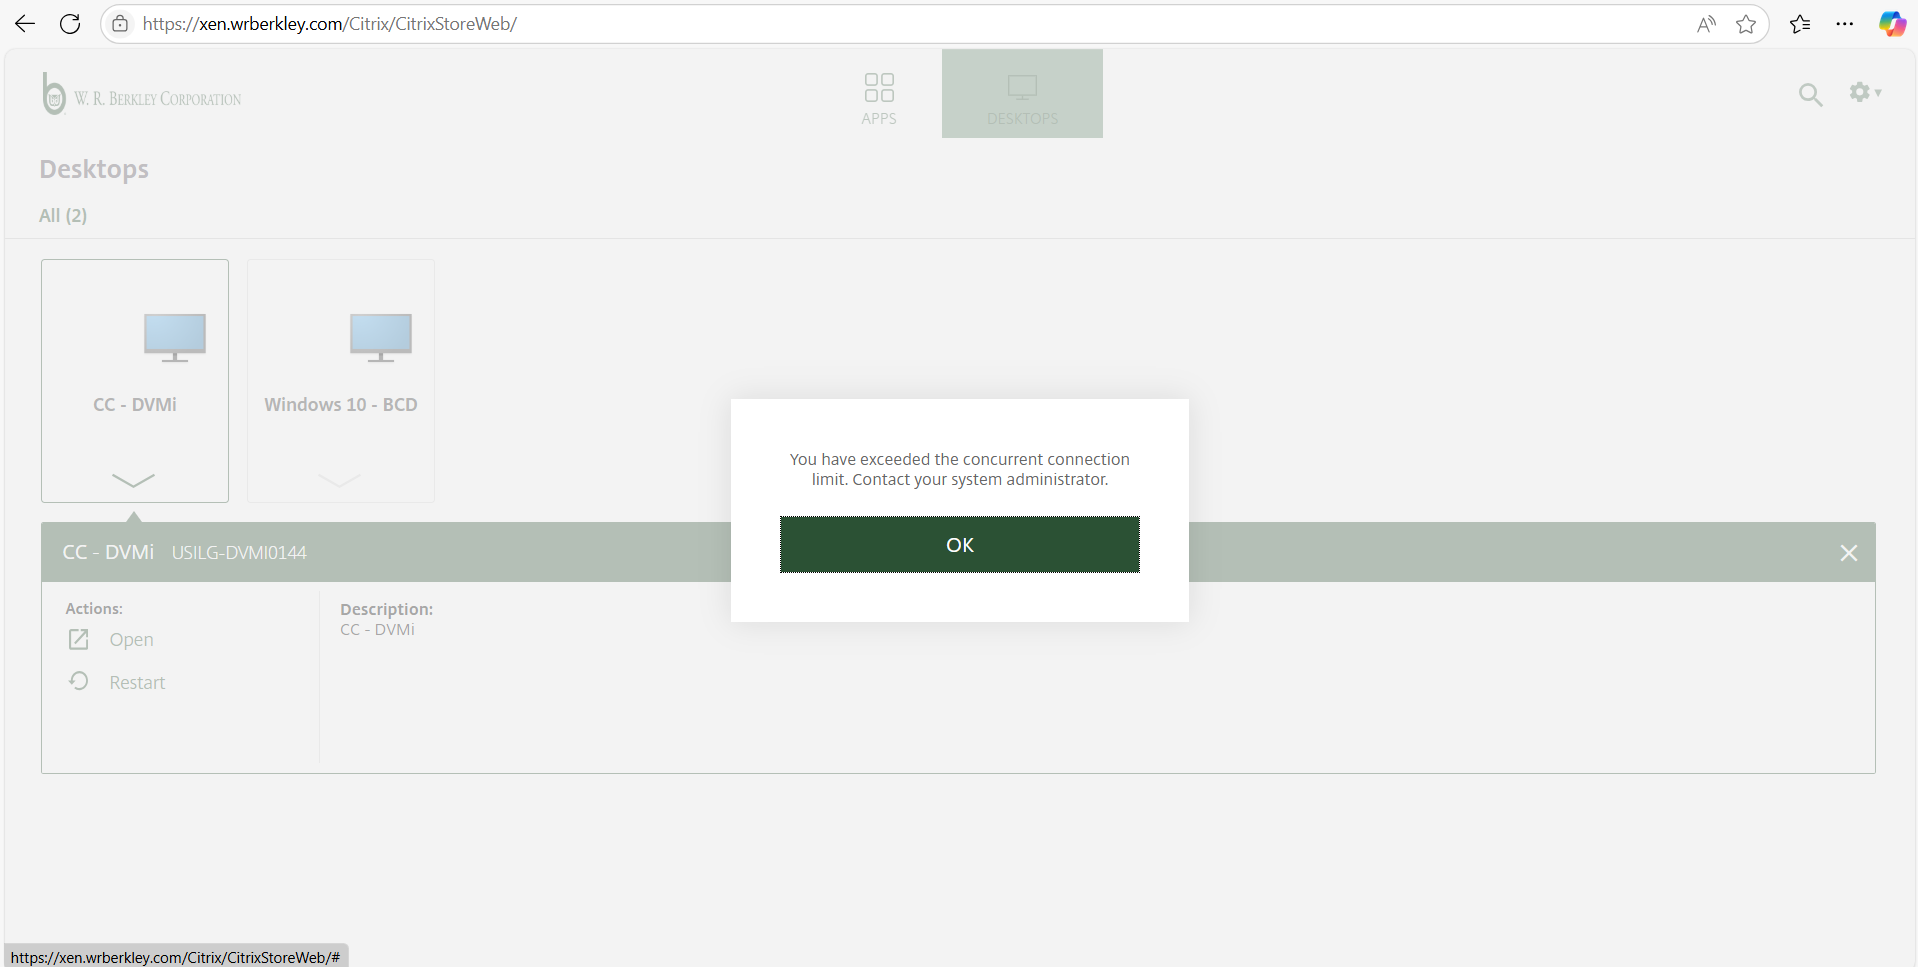 https://xen.wrberkley.com/Citrix/CitrixStoreWeb/
W. R. Berkley Corporation
APPS
DESKTOPS
Desktops
All (2)
CC - DVMi
Windows 10 - BCD
You have exceeded the concurrent connection
limit. Contact your system administrator.
OK
CC - DVMi USILG-DVMI0144
Actions:
Open
Restart
Description:
CC - DVMi
https://xen.wrberkley.com/Citrix/CitrixStoreWeb/#